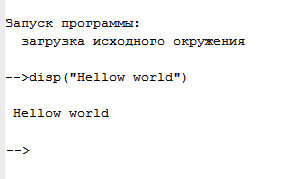 Запуск программы:
загрузка исходного окружения
-->disp("Hellow world")
Hellow world
-->